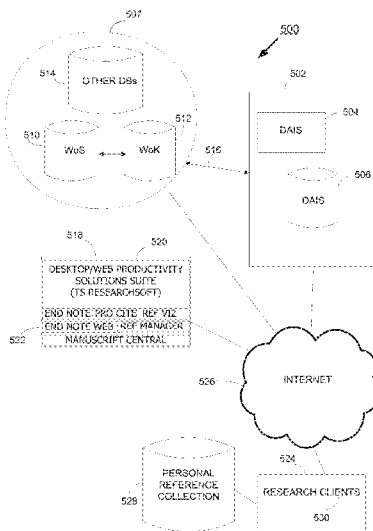 507
500
514
OTHER DBs
502
512
504
DAIS
510
WoS
WoK
516
506
DAIS
518
520
DESKTOP/WEB PRODUCTIVITY
SOLUTIONS SUITE
(TS RESEARCHSOFT)
END NOTE PRO CITE REF VIZ
522
END NOTE WEB REF MANAGER
MANUSCRIPT CENTRAL
526
INTERNET
524
PERSONAL
REFERENCE
COLLECTION
528
RESEARCH CLIENTS
530